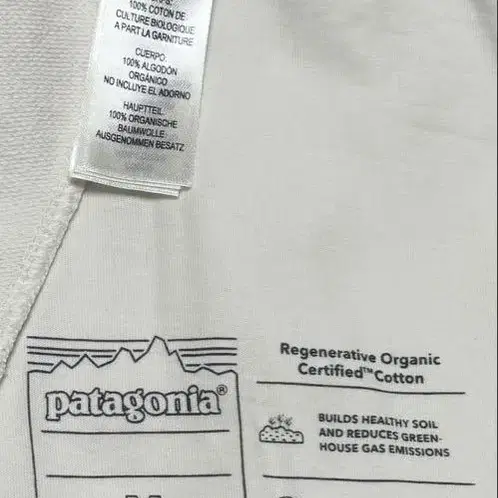 100% COTON DE
CULTURE BIOLOGIQUE
A PART LA GARNITURE
CUERPO:
100% ALGODÓN
ORGÁNICO
NO INCLUYE EL ADORNO
HAUPTTEIL:
100% ORGANISCHE
BAUMWOLLE
AUSGENOMMEN BESATZ
patagonia®
Regenerative Organic
Certified™ Cotton
BUILDS HEALTHY SOIL
AND REDUCES GREEN-
HOUSE GAS EMISSIONS